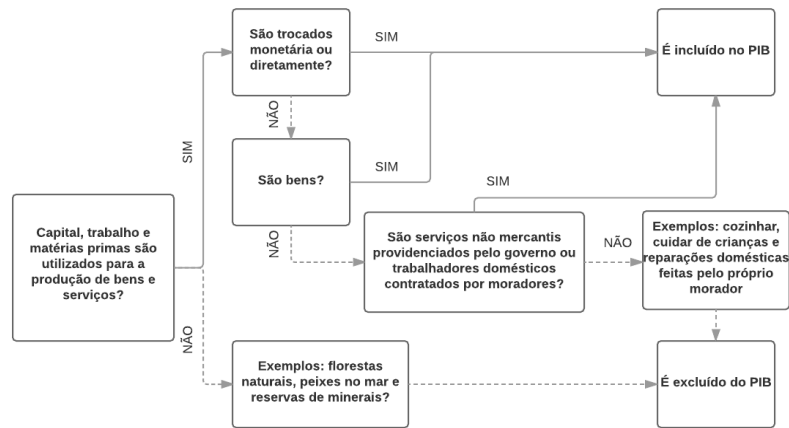 Capital, trabalho e
matérias primas são
utilizados para a
produção de bens e
serviços?
SIM
NÃO
São trocados
monetária ou
diretamente?
SIM
NÃO
É incluído no PIB
São bens?
SIM
NÃO
São serviços não mercantis
providenciados pelo governo ou
trabalhadores domésticos
contratados por moradores?
SIM
NÃO
Exemplos: cozinhar,
cuidar de crianças e
reparações domésticas
feitas pelo próprio
morador
Exemplos: florestas
naturais, peixes no mar e
reservas de minerais?
É excluído do PIB